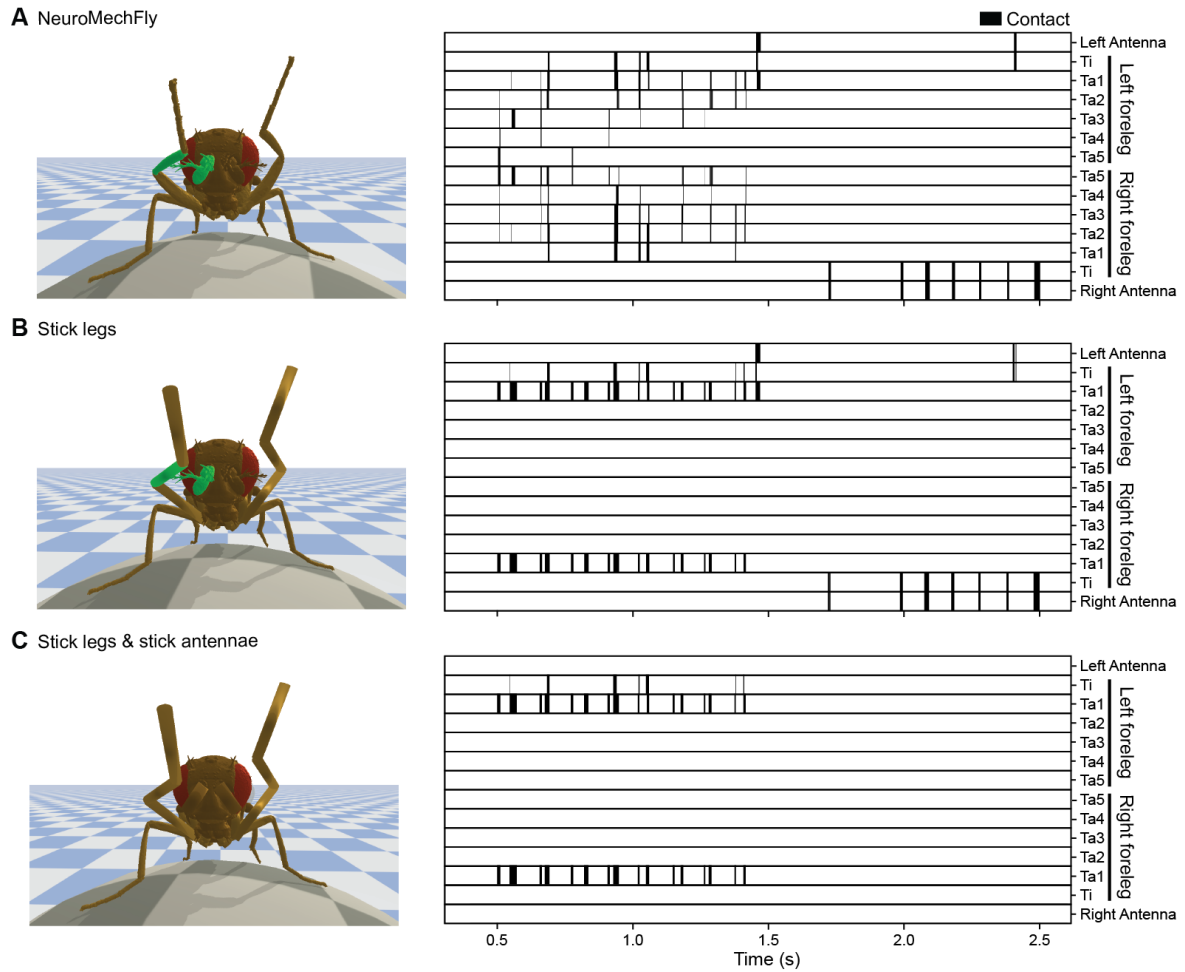 A NeuroMechFly
Contact
Left Antenna
Ti
Ta1
Ta2
Ta3
Ta4
Ta5
Left foreleg
Ta5
Ta4
Ta3
Ta2
Ta1
Ti
Right foreleg
Right Antenna
B Stick legs
Left Antenna
Ti
Ta1
Ta2
Ta3
Ta4
Ta5
Left foreleg
Ta5
Ta4
Ta3
Ta2
Ta1
Ti
Right foreleg
Right Antenna
C Stick legs & stick antennae
Left Antenna
Ti
Ta1
Ta2
Ta3
Ta4
Ta5
Left foreleg
Ta5
Ta4
Ta3
Ta2
Ta1
Ti
Right foreleg
Right Antenna
0.5 1.0 1.5 2.0 2.5
Time (s)